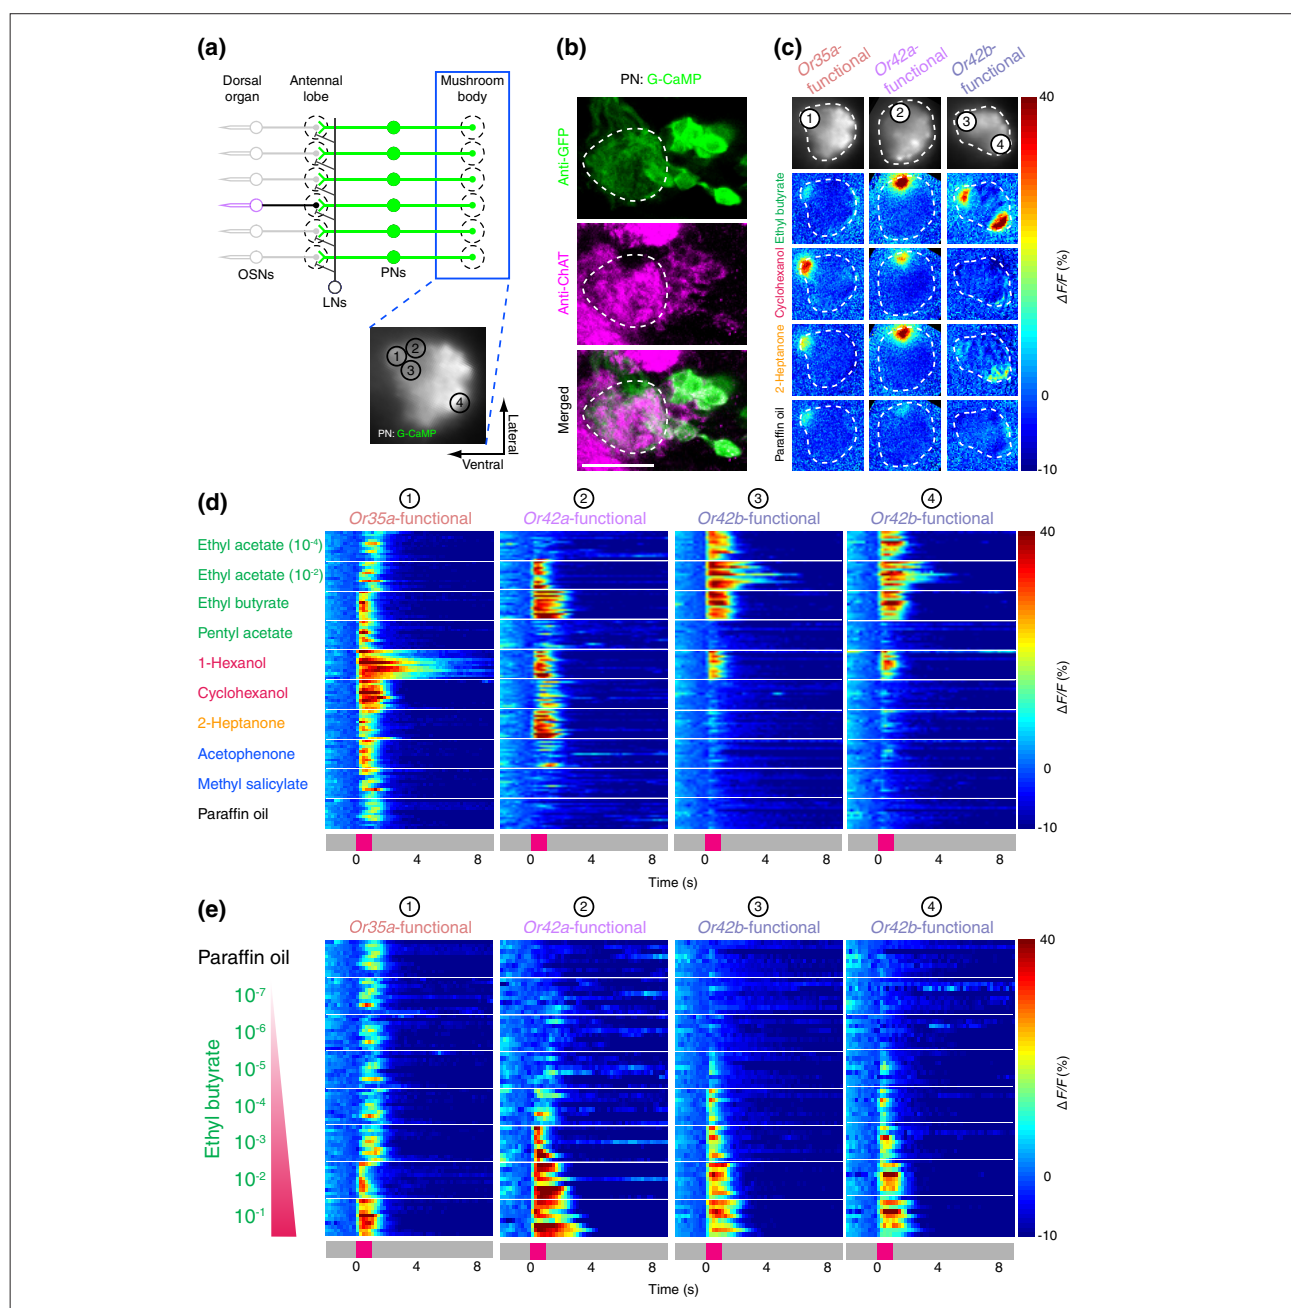 (a)
Dorsal organ
Antennal lobe
Mushroom body
OSNs
LNs
PNs
1
2
3
4
PN: G-CaMP
Lateral
Ventral
(b)
PN: G-CaMP
Anti-GFP
Anti-ChAT
Merged
(c)
Or35a-functional
Or42a-functional
Or42b-functional
1
2
3
4
Ethyl butyrate
Cyclohexanol
2-Heptanone
Paraffin oil
40
0
-10
ΔF/F (%)
(d)
1
2
3
4
Or35a-functional
Or42a-functional
Or42b-functional
Or42b-functional
Ethyl acetate (10⁻⁴)
Ethyl acetate (10⁻²)
Ethyl butyrate
Pentyl acetate
1-Hexanol
Cyclohexanol
2-Heptanone
Acetophenone
Methyl salicylate
Paraffin oil
40
0
-10
ΔF/F (%)
0 4 8 0 4 8 0 4 8 0 4 8
Time (s)
(e)
1
2
3
4
Or35a-functional
Or42a-functional
Or42b-functional
Or42b-functional
Paraffin oil
Ethyl butyrate
10⁻⁷
10⁻⁶
10⁻⁵
10⁻⁴
10⁻³
10⁻²
10⁻¹
40
0
-10
ΔF/F (%)
0 4 8 0 4 8 0 4 8 0 4 8
Time (s)